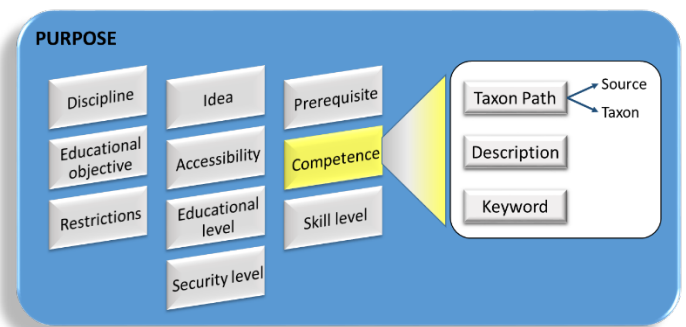 PURPOSE
Discipline
Idea
Prerequisite
Educational
objective
Accessibility
Competence
Restrictions
Educational
level
Skill level
Security level
Taxon Path
Source
Taxon
Description
Keyword